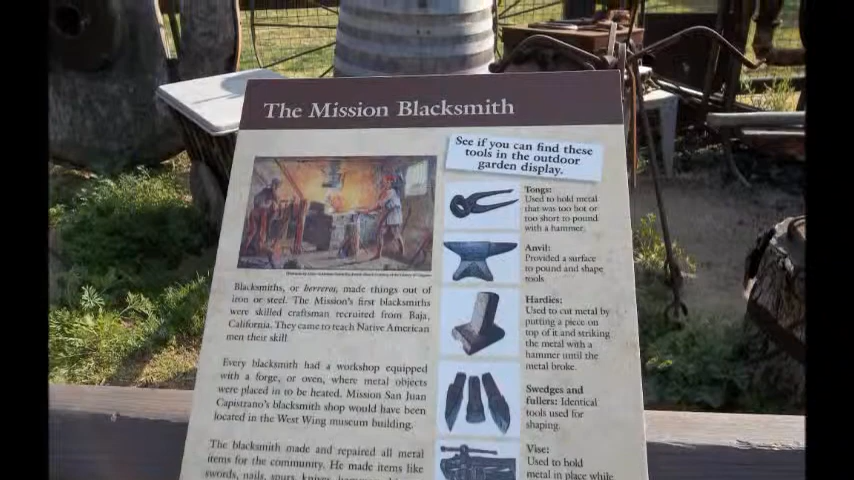 The Mission Blacksmith
See if you can find these
tools in the outdoor
garden display.
Blacksmiths, or herreros, made things out of
iron or steel. The Mission's first blacksmiths
were skilled craftsman recruited from Baja,
California. They came to teach Native American
men their skill.
Every blacksmith had a workshop equipped
with a forge, or oven, where metal objects
were placed in to be heated. Mission San Juan
Capistrano's blacksmith shop would have been
located in the West Wing museum building.
The blacksmith made and repaired all metal
items for the community. He made items like
swords, nails, spurs, knives,
Tongs:
Used to hold metal
that was too hot or
too short to pound
with a hammer.
Anvil:
Provided a surface
to pound and shape
tools.
Hardies:
Used to cut metal by
putting a piece on
top of it and striking
the metal with a
hammer until the
metal broke.
Swedges and
fullers: Identical
tools used for
shaping.
Vise:
Used to hold
metal in place while